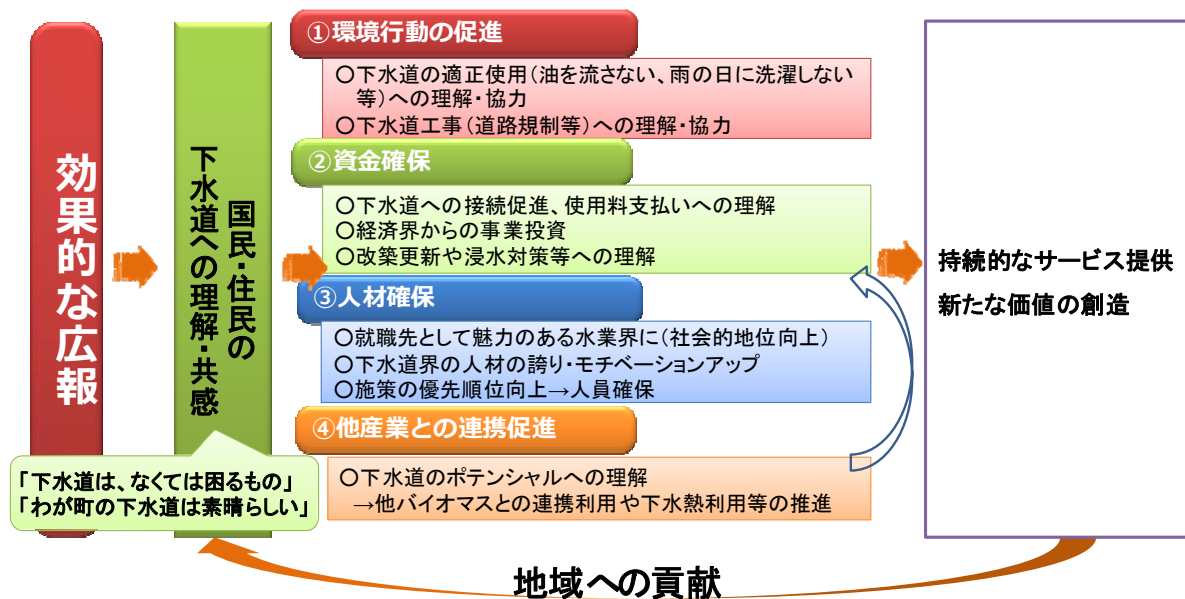 効果的な広報
国民・住民の
下水道への理解・共感
「下水道は、なくては困るもの」
「わが町の下水道は素晴らしい」
①環境行動の促進
○下水道の適正使用（油を流さない、雨の日に洗濯しない
等）への理解・協力
○下水道工事（道路規制等）への理解・協力
②資金確保
○下水道への接続促進、使用料支払いへの理解
○経済界からの事業投資
○改築更新や浸水対策等への理解
③人材確保
○就職先として魅力のある水業界に（社会的地位向上）
○下水道界の人材の誇り・モチベーションアップ
○施策の優先順位向上→人員確保
④他産業との連携促進
○下水道のポテンシャルへの理解
→他バイオマスとの連携利用や下水熱利用等の推進
持続的なサービス提供
新たな価値の創造
地域への貢献